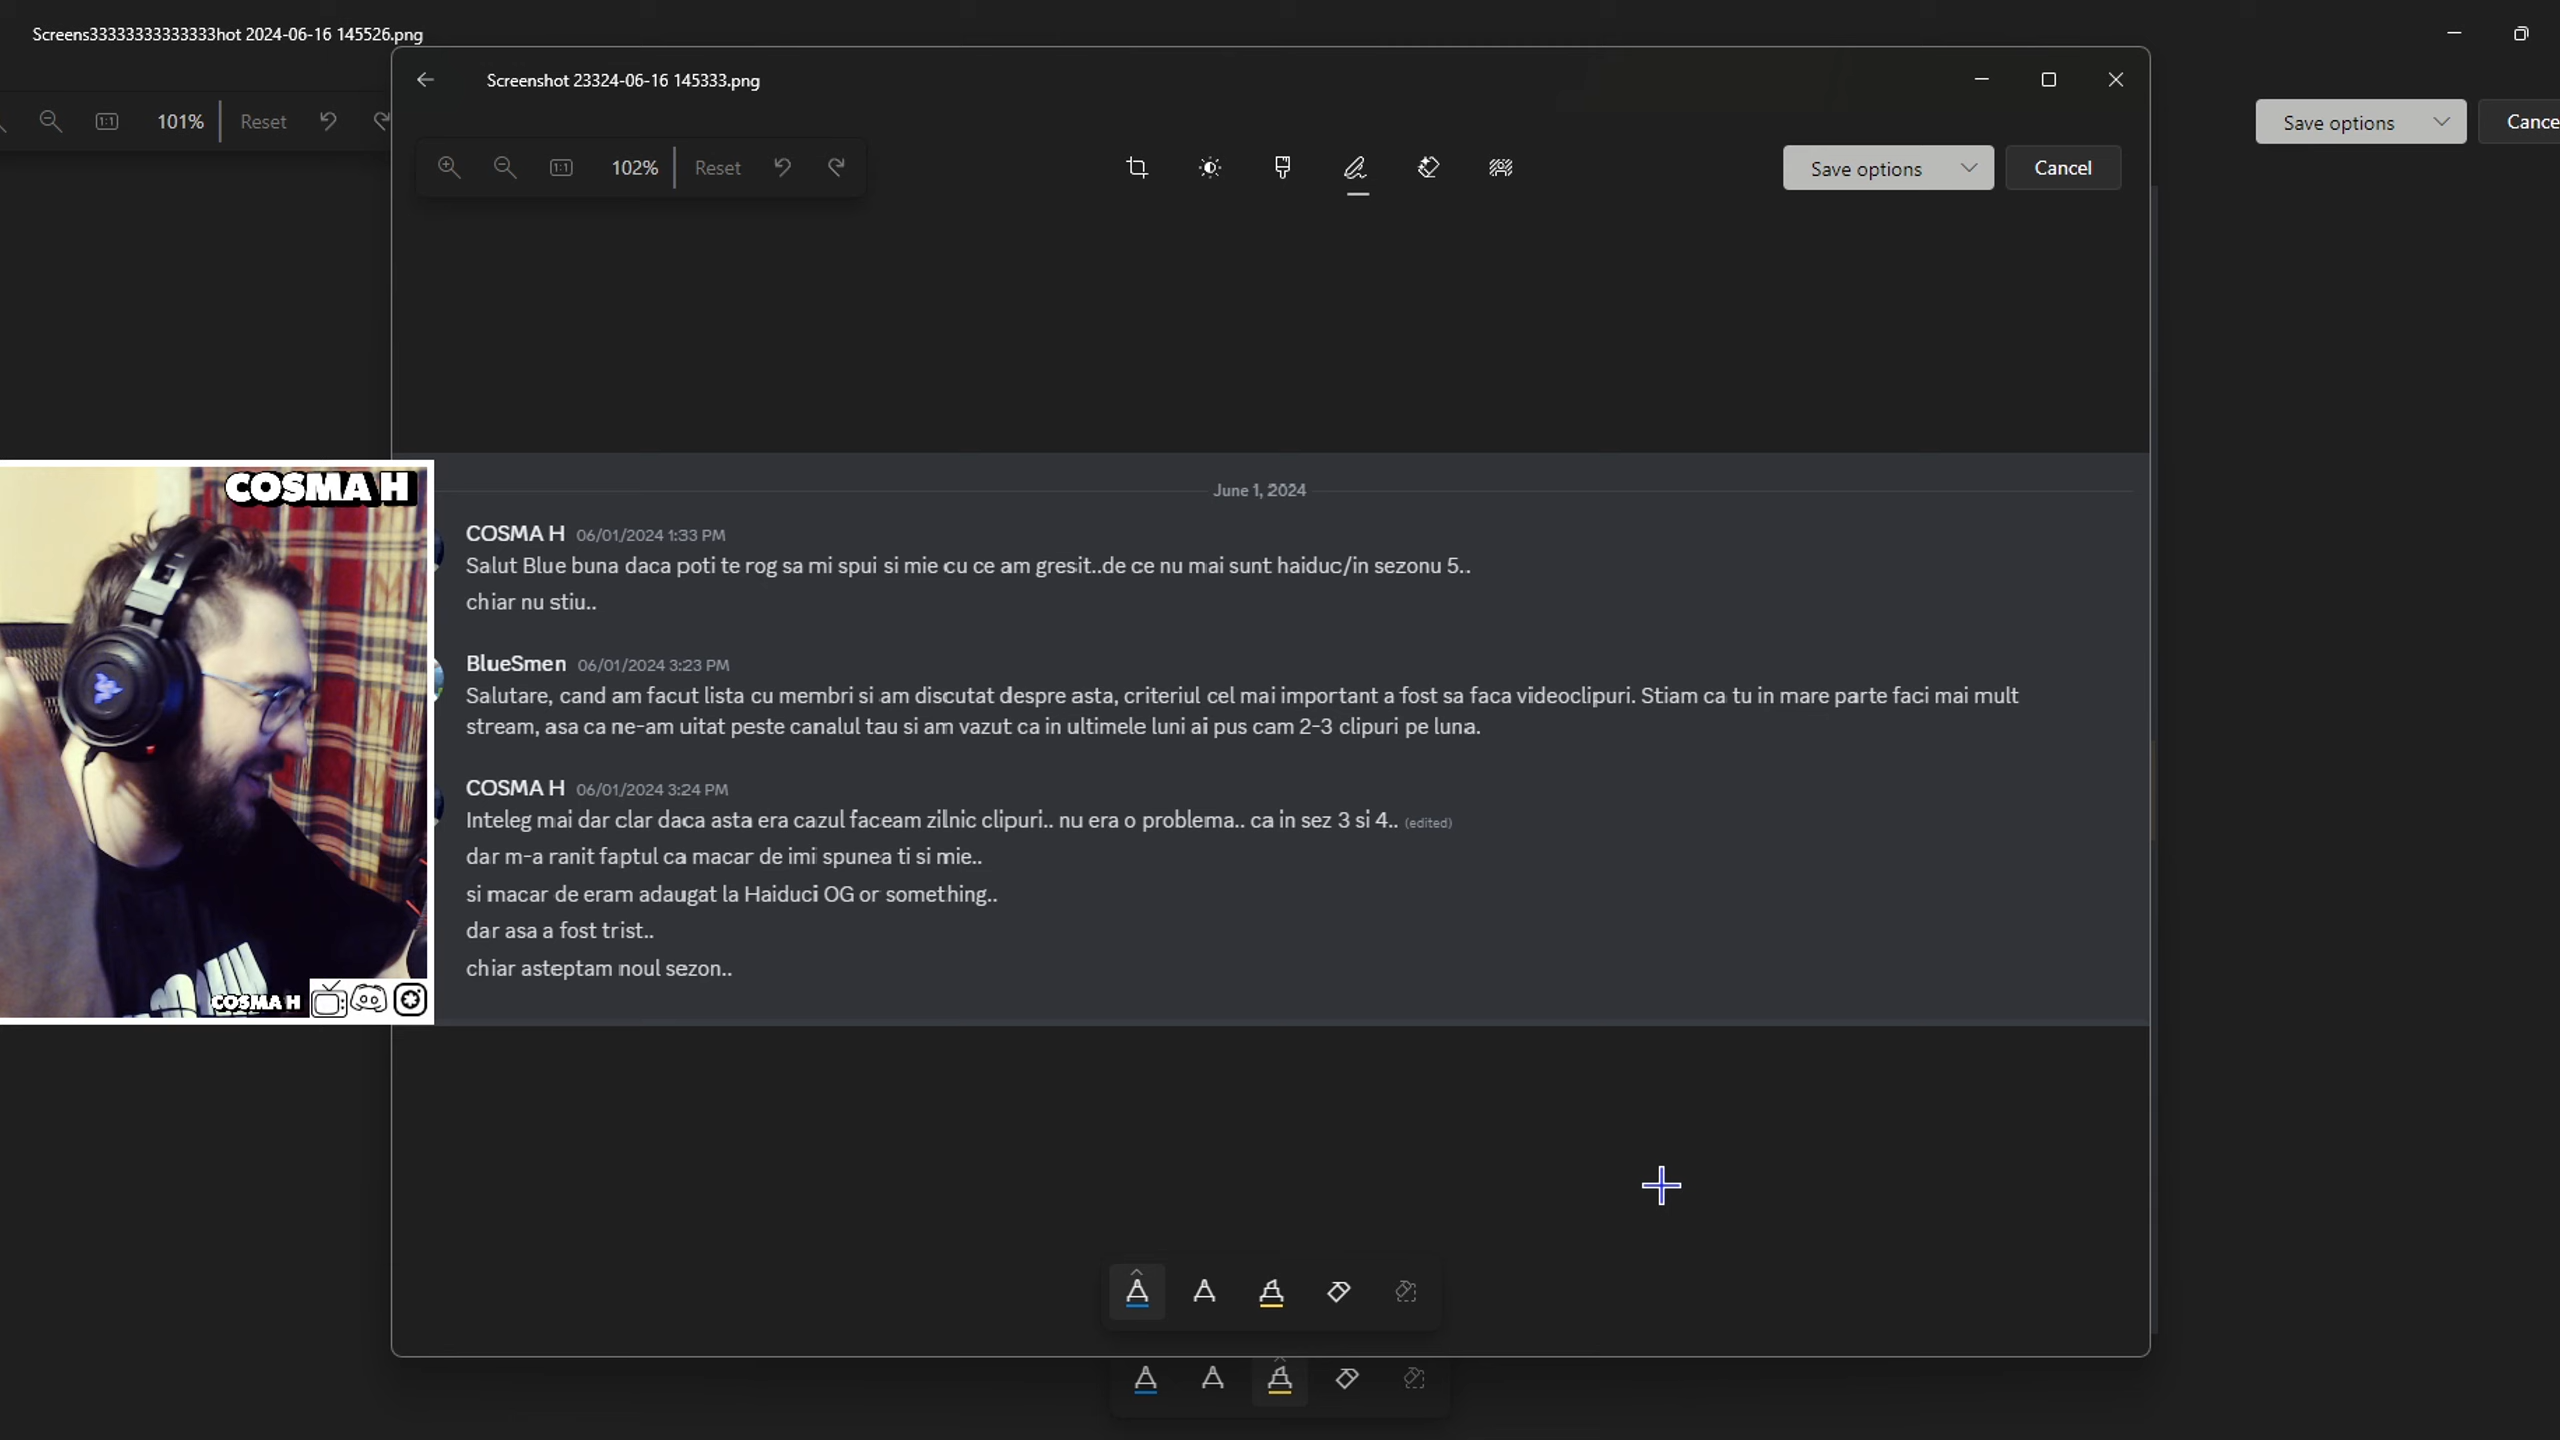 Screens33333333333333hot 2024-06-16 145526.png
Screenshot 23324-06-16 145333.png
101%
Reset
Save options
Cance
102%
Reset
Save options
Cancel
June 1, 2024
COSMA H
COSMA H 06/01/2024 1:33 PM
Salut Blue buna daca poti te rog sa mi spui si mie cu ce am gresit..de ce nu mai sunt haiduc/in sezonu 5..
chiar nu stiu..
BlueSmen 06/01/2024 3:23 PM
Salutare, cand am facut lista cu membri si am discutat despre asta, criteriul cel mai important a fost sa faca videoclipuri. Stiam ca tu in mare parte faci mai mult
stream, asa ca ne-am uitat peste canalul tau si am vazut ca in ultimele luni ai pus cam 2-3 clipuri pe luna.
COSMA H 06/01/2024 3:24 PM
Inteleg mai dar clar daca asta era cazul faceam zilnic clipuri.. nu era o problema.. ca in sez 3 si 4.. (edited)
dar m-a ranit faptul ca macar de imi spunea ti si mie..
si macar de eram adaugat la Haiduci OG or something..
dar asa a fost trist..
chiar asteptam noul sezon..
COSMA H